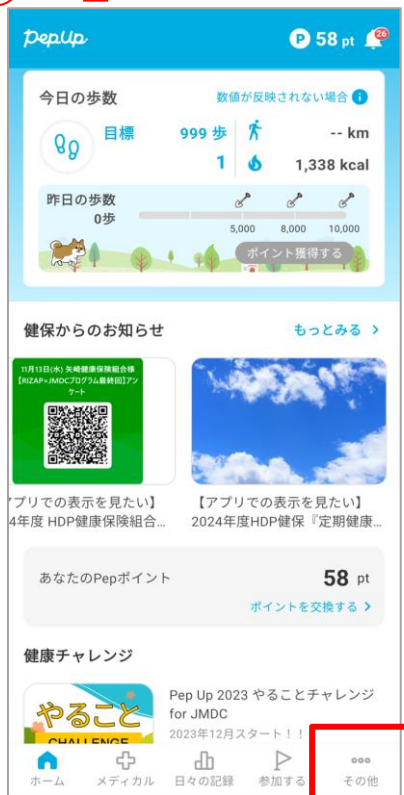 PepUp
P 58 pt 26
今日の歩数
数値が反映されない場合 i
目標 999 歩
-- km
1
1,338 kcal
昨日の歩数
0歩
5,000 8,000 10,000
ポイント獲得する
健保からのお知らせ
もっとみる >
11月13日(水) 矢崎健康保険組合様
【RIZAP×JMDCプログラム最終回】アン
ケート
アプリでの表示を見たい】
4年度 HDP健康保険組合...
【アプリでの表示を見たい】
2024年度HDP健保『定期健康...
あなたのPepポイント
58 pt
ポイントを交換する >
健康チャレンジ
やること
CHALLENGE
Pep Up 2023 やることチャレンジ
for JMDC
2023年12月スタート！！
ホーム
メディカル
日々の記録
参加する
その他